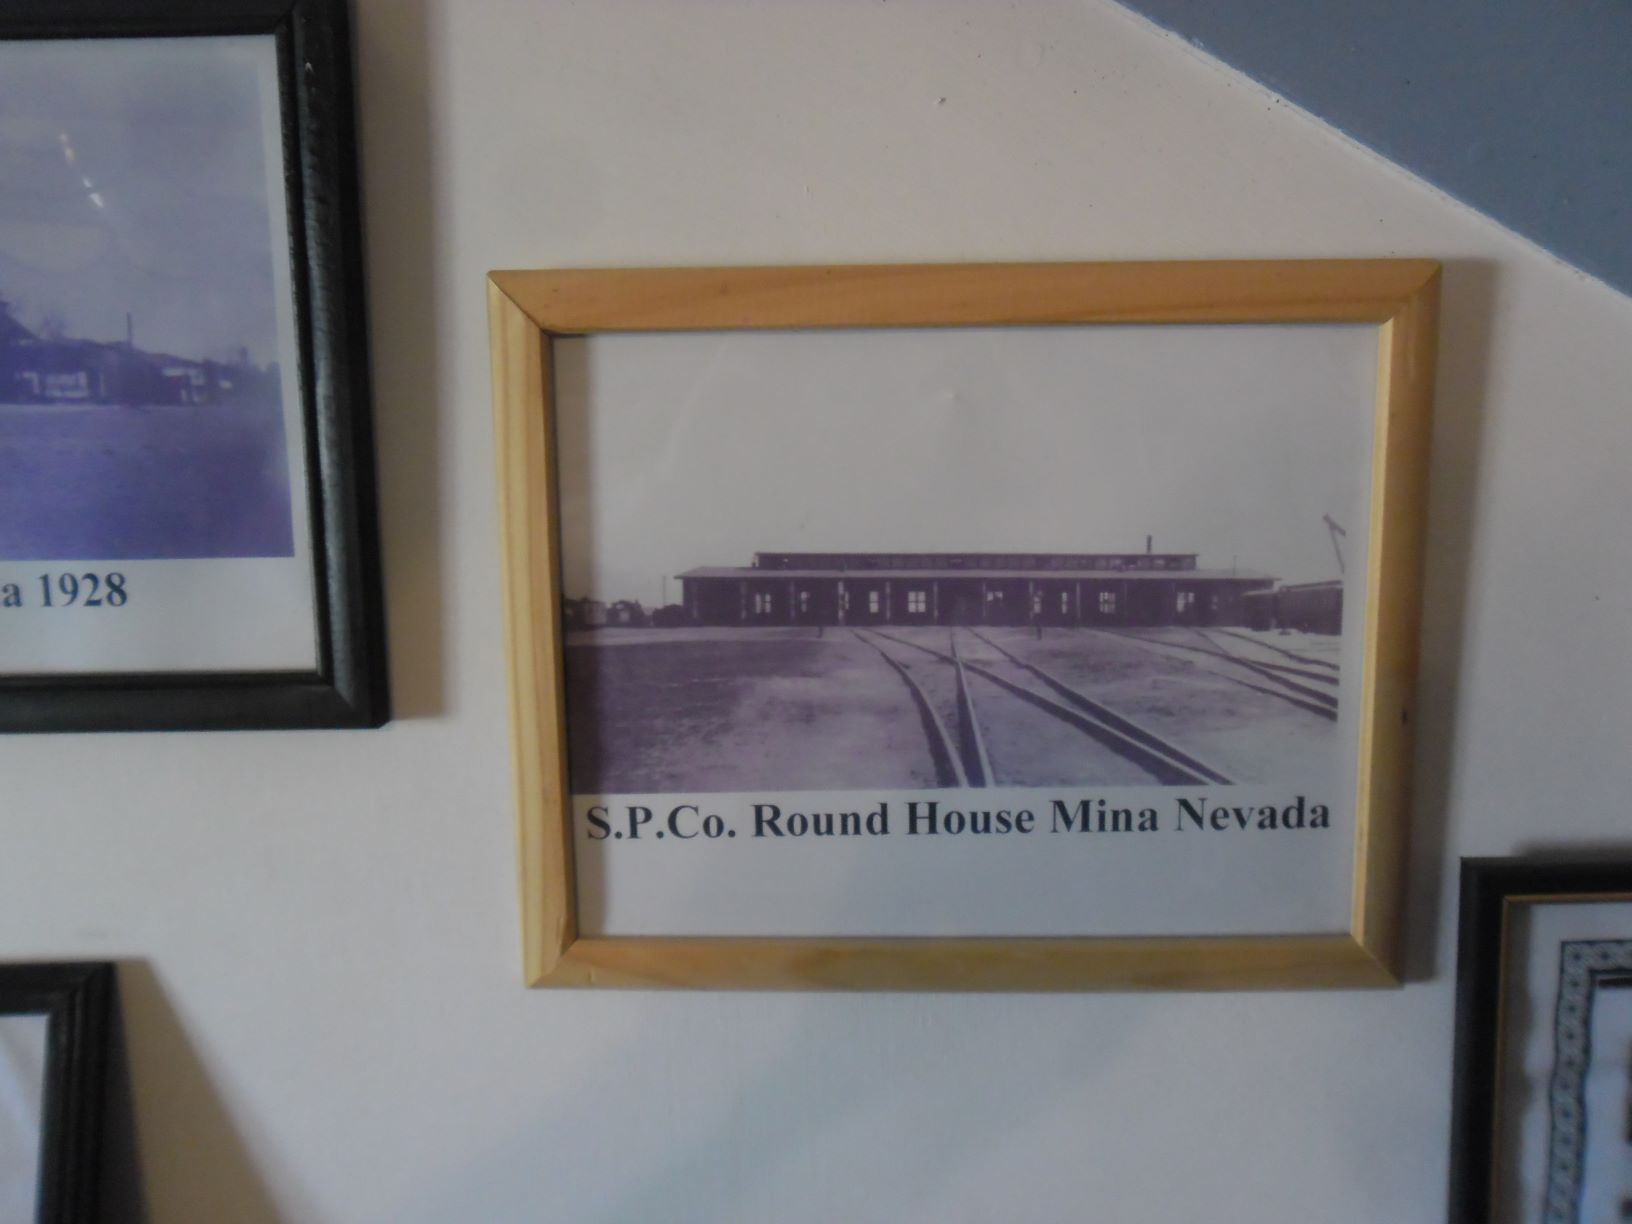 a 1928
S.P.Co. Round House Mina Nevada